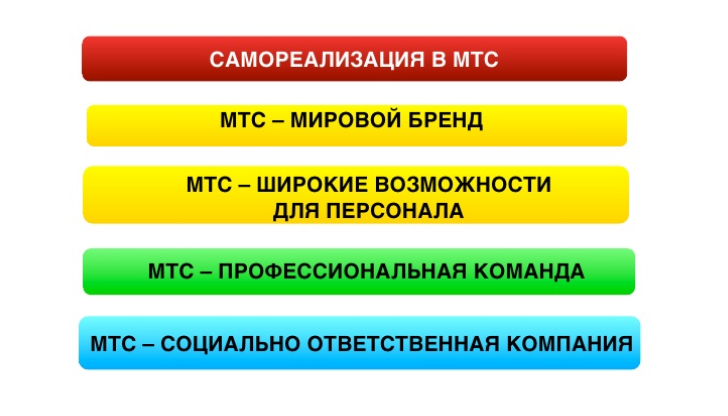 САМОРЕАЛИЗАЦИЯ В МТС
МТС – МИРОВОЙ БРЕНД
МТС – ШИРОКИЕ ВОЗМОЖНОСТИ
ДЛЯ ПЕРСОНАЛА
МТС – ПРОФЕССИОНАЛЬНАЯ КОМАНДА
МТС – СОЦИАЛЬНО ОТВЕТСТВЕННАЯ КОМПАНИЯ